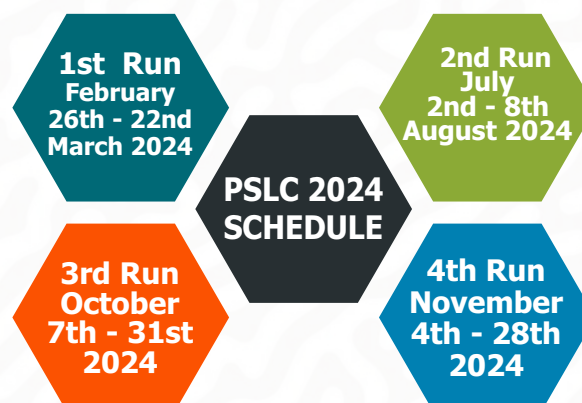 1st Run
February
26th - 22nd
March 2024
2nd Run
July
2nd - 8th
August 2024
PSLC 2024
SCHEDULE
3rd Run
October
7th - 31st
2024
4th Run
November
4th - 28th
2024